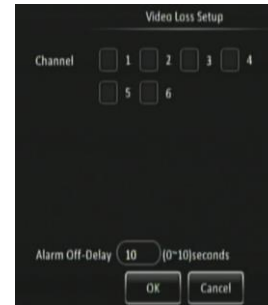 Video Loss Setup
Channel 1 2 3 4
5 6
Alarm Off-Delay 10 (0~10)seconds
OK Cancel